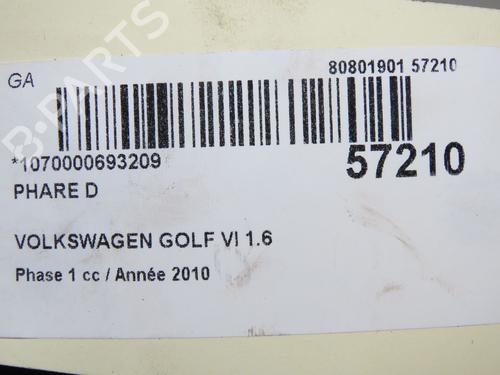 GA
80801901 57210
*1070000693209
57210
PHARE D
VOLKSWAGEN GOLF VI 1.6
Phase 1 cc / Année 2010
B-PARTS